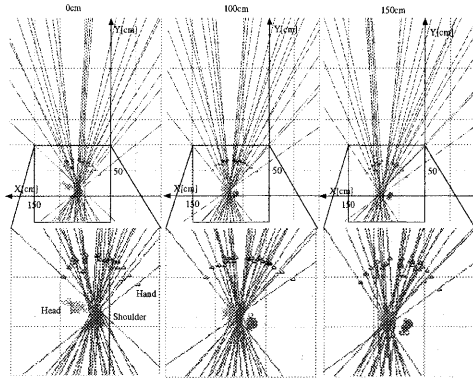 0cm
100cm
150cm
Y[cm]
Y[cm]
Y[cm]
50
50
50
X[cm]
X[cm]
X[cm]
150
150
150
Hand
Head
Shoulder